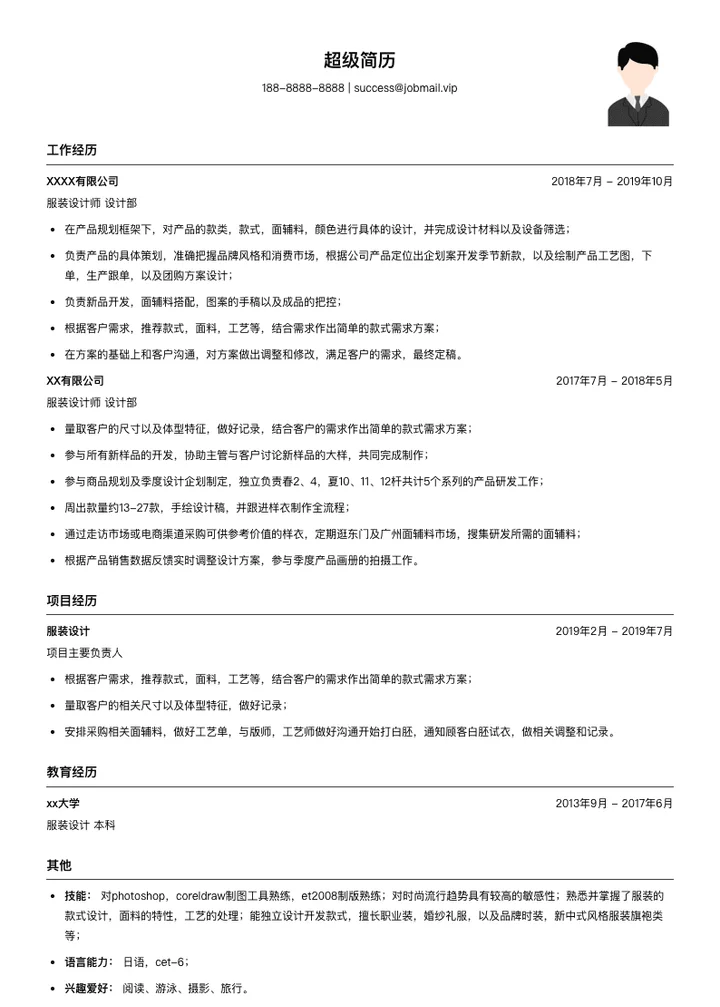 超级简历
188-8888-8888 | success@jobmail.vip
工作经历
XXXX有限公司 2018年7月 – 2019年10月
服装设计师 设计部
• 在产品规划框架下，对产品的款类，款式，面辅料，颜色进行具体的设计，并完成设计材料以及设备筛选；
• 负责产品的具体策划，准确把握品牌风格和消费市场，根据公司产品定位出企划案开发季节新款，以及绘制产品工艺图，下
单，生产跟单，以及团购方案设计；
• 负责新品开发，面辅料搭配，图案的手稿以及成品的把控；
• 根据客户需求，推荐款式，面料，工艺等，结合需求作出简单的款式需求方案；
• 在方案的基础上和客户沟通，对方案做出调整和修改，满足客户的需求，最终定稿。
XX有限公司 2017年7月 – 2018年5月
服装设计师 设计部
• 量取客户的尺寸以及体型特征，做好记录，结合客户的需求作出简单的款式需求方案；
• 参与所有新样品的开发，协助主管与客户讨论新样品的大样，共同完成制作；
• 参与商品规划及季度设计企划制定，独立负责春2、4，夏10、11、12杆共计5个系列的产品研发工作；
• 周出款量约13–27款，手绘设计稿，并跟进样衣制作全流程；
• 通过走访市场或电商渠道采购可供参考价值的样衣，定期逛东门及广州面辅料市场，搜集研发所需的面辅料；
• 根据产品销售数据反馈实时调整设计方案，参与季度产品画册的拍摄工作。
项目经历
服装设计 2019年2月 – 2019年7月
项目主要负责人
• 根据客户需求，推荐款式，面料，工艺等，结合客户的需求作出简单的款式需求方案；
• 量取客户的相关尺寸以及体型特征，做好记录；
• 安排采购相关面辅料，做好工艺单，与版师，工艺师做好沟通开始打白胚，通知顾客白胚试衣，做相关调整和记录。
教育经历
xx大学 2013年9月 – 2017年6月
服装设计 本科
其他
• 技能： 对photoshop，coreldraw制图工具熟练，et2008制版熟练；对时尚流行趋势具有较高的敏感性；熟悉并掌握了服装的
款式设计，面料的特性，工艺的处理；能独立设计开发款式，擅长职业装，婚纱礼服，以及品牌时装，新中式风格服装旗袍类
等；
• 语言能力： 日语，cet–6；
• 兴趣爱好： 阅读、游泳、摄影、旅行。